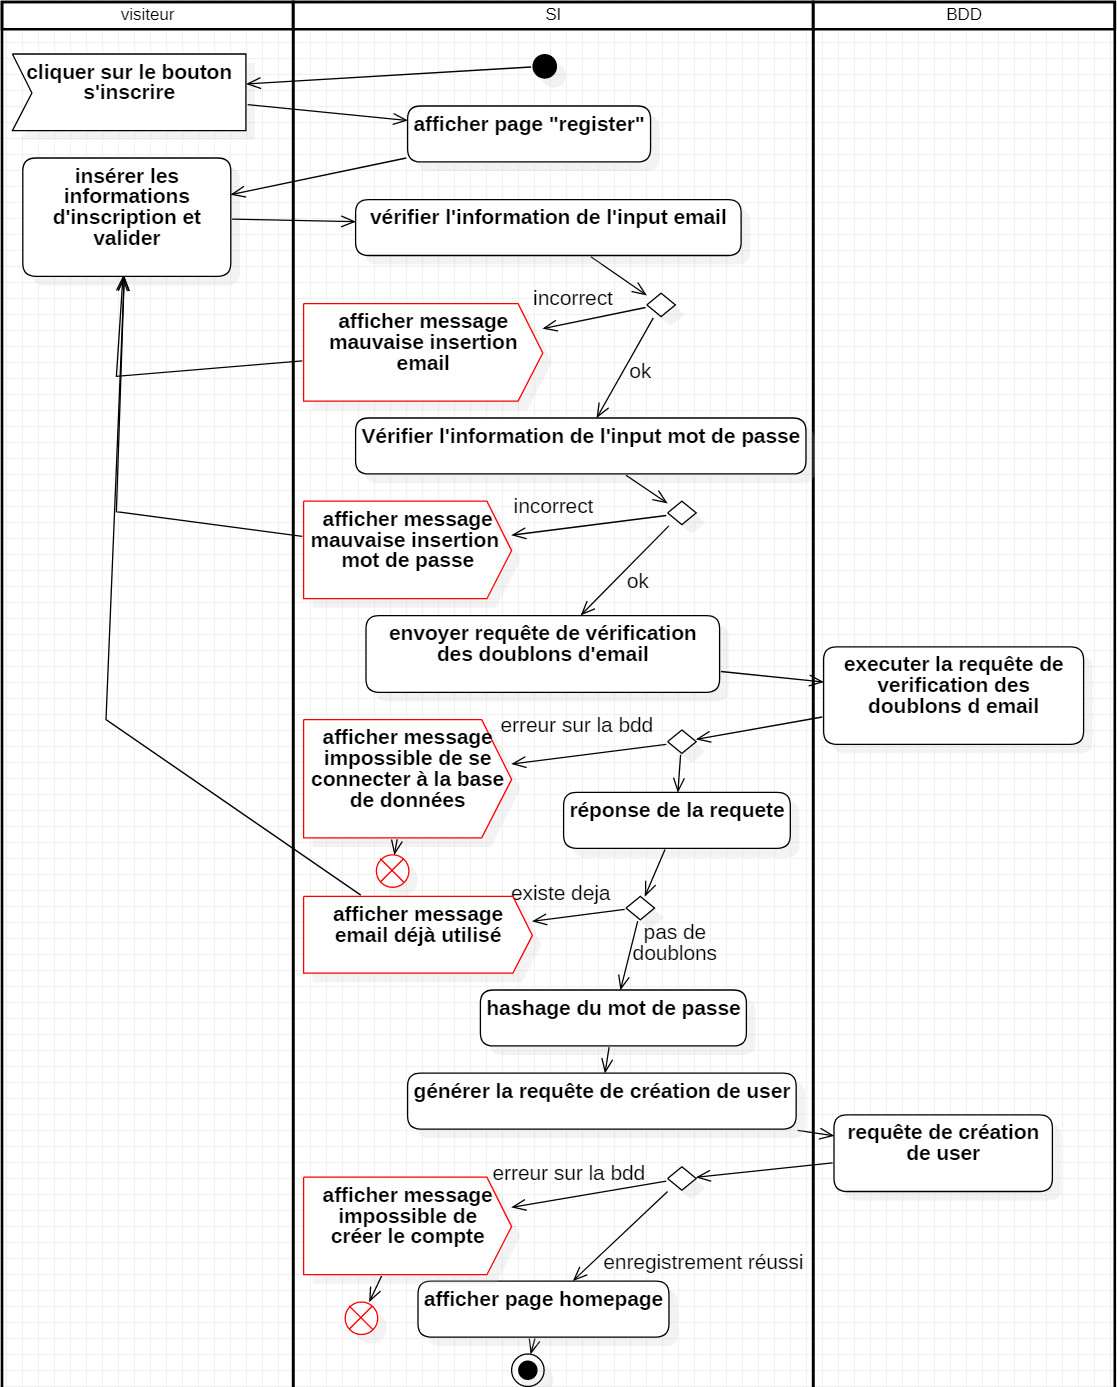 visiteur
SI
BDD
cliquer sur le bouton
s'inscrire
afficher page "register"
insérer les
informations
d'inscription et
valider
vérifier l'information de l'input email
incorrect
afficher message
mauvaise insertion
email
ok
Vérifier l'information de l'input mot de passe
incorrect
afficher message
mauvaise insertion
mot de passe
ok
envoyer requête de vérification
des doublons d'email
executer la requête de
verification des
doublons d email
erreur sur la bdd
afficher message
impossible de se
connecter à la base
de données
réponse de la requete
existe deja
afficher message
email déjà utilisé
pas de
doublons
hashage du mot de passe
générer la requête de création de user
requête de création
de user
erreur sur la bdd
afficher message
impossible de
créer le compte
enregistrement réussi
afficher page homepage